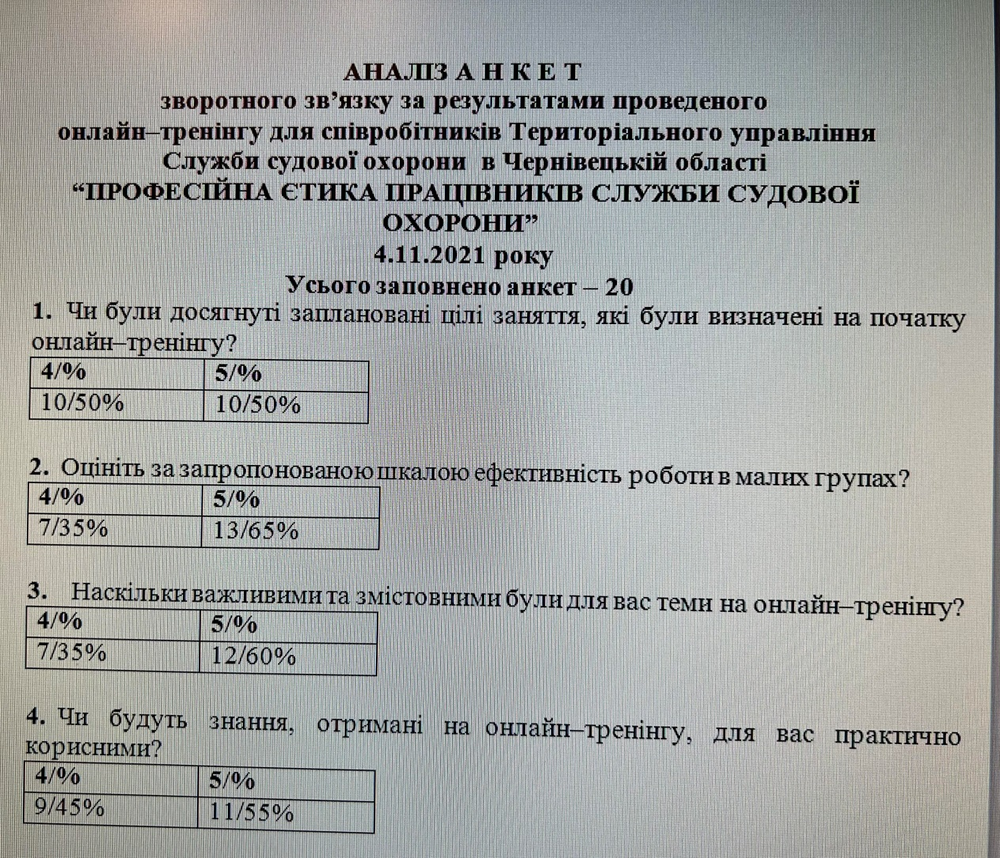 АНАЛІЗ А Н К Е Т
зворотного зв’язку за результатами проведеного
онлайн–тренінгу для співробітників Територіального управління
Служби судової охорони в Чернівецькій області
“ПРОФЕСІЙНА ЄТИКА ПРАЦІВНИКІВ СЛУЖБИ СУДОВОЇ
ОХОРОНИ”
4.11.2021 року
Усього заповнено анкет – 20
1. Чи були досягнуті заплановані цілі заняття, які були визначені на початку
онлайн–тренінгу?
4/% 5/%
10/50% 10/50%
2. Оцініть за запропонованою шкалою ефективність роботи в малих групах?
4/% 5/%
7/35% 13/65%
3. Наскільки важливими та змістовними були для вас теми на онлайн–тренінгу?
4/% 5/%
7/35% 12/60%
4. Чи будуть знання, отримані на онлайн–тренінгу, для вас практично
корисними?
4/% 5/%
9/45% 11/55%